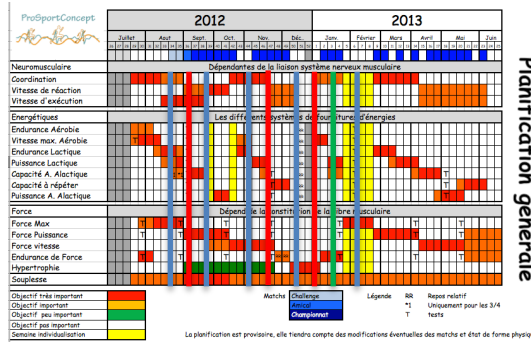 ProSportConcept
2012 2013
Juillet Aout Sept. Oct. Nov. Déc. Janv. Février Mars Avril Mai Juin
Neuromusculaire Dépendantes de la liaison système nerveux musculaire
Coordination
Vitesse de réaction
Vitesse d'exécution
Energétiques Les différents systèmes de fournitures d'énergies
Endurance Aérobie
Vitesse max. Aérobie
Endurance Lactique
Puissance Lactique
Capacité A. Alactique
Capacité à répéter
Puissance A. Alactique
Force Dépend de la constitution de la fibre musculaire
Force Max
Force Puissance
Force vitesse
Endurance de Force
Hypertrophie
Souplesse
Objectif trés important
Objectif important
Objectif peu important
Objectif pas important
Semaine individualisation
Matchs Challenge
Amical
Championnat
Légende RR Repos relatif
*1 Uniquement pour les 3/4
T tests
La planification est provisoire, elle tiendra compte des modifications éventuelles des matchs et état de forme physiq
Planification générale